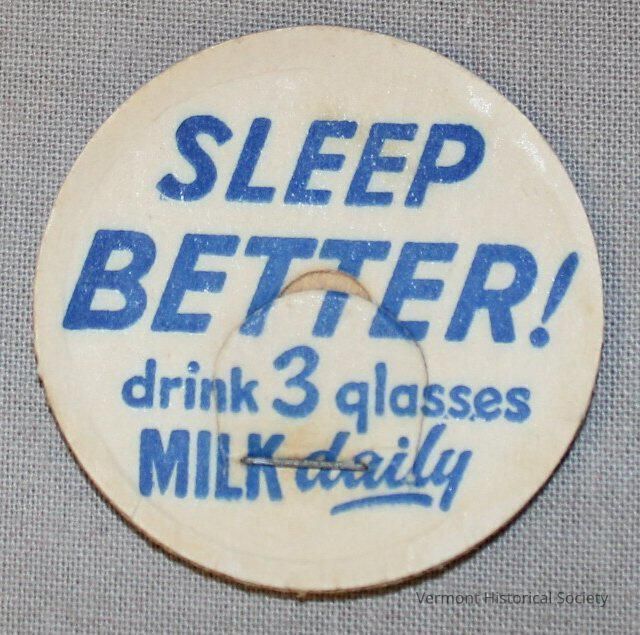 SLEEP
BETTER!
drink 3 glasses
MILK daily
Vermont Historical Society